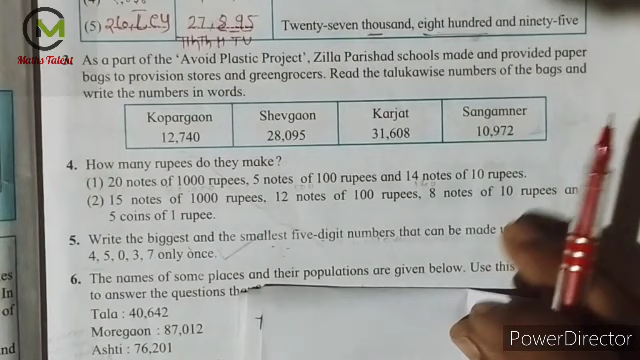 (5) 27,895 Twenty-seven thousand, eight hundred and ninety-five
Th Th H T U
Maths Talent
As a part of the 'Avoid Plastic Project', Zilla Parishad schools made and provided paper
bags to provision stores and greengrocers. Read the talukawise numbers of the bags and
write the numbers in words.
Kopargaon Shevgaon Karjat Sangamner
12,740 28,095 31,608 10,972
4. How many rupees do they make?
(1) 20 notes of 1000 rupees, 5 notes of 100 rupees and 14 notes of 10 rupees.
(2) 15 notes of 1000 rupees, 12 notes of 100 rupees, 8 notes of 10 rupees an
5 coins of 1 rupee.
5. Write the biggest and the smallest five-digit numbers that can be made
4, 5, 0, 3, 7 only once.
6. The names of some places and their populations are given below. Use this
to answer the questions
Tala : 40,642
Moregaon : 87,012
Ashti : 76,201
es
In
of
nd
PowerDirector